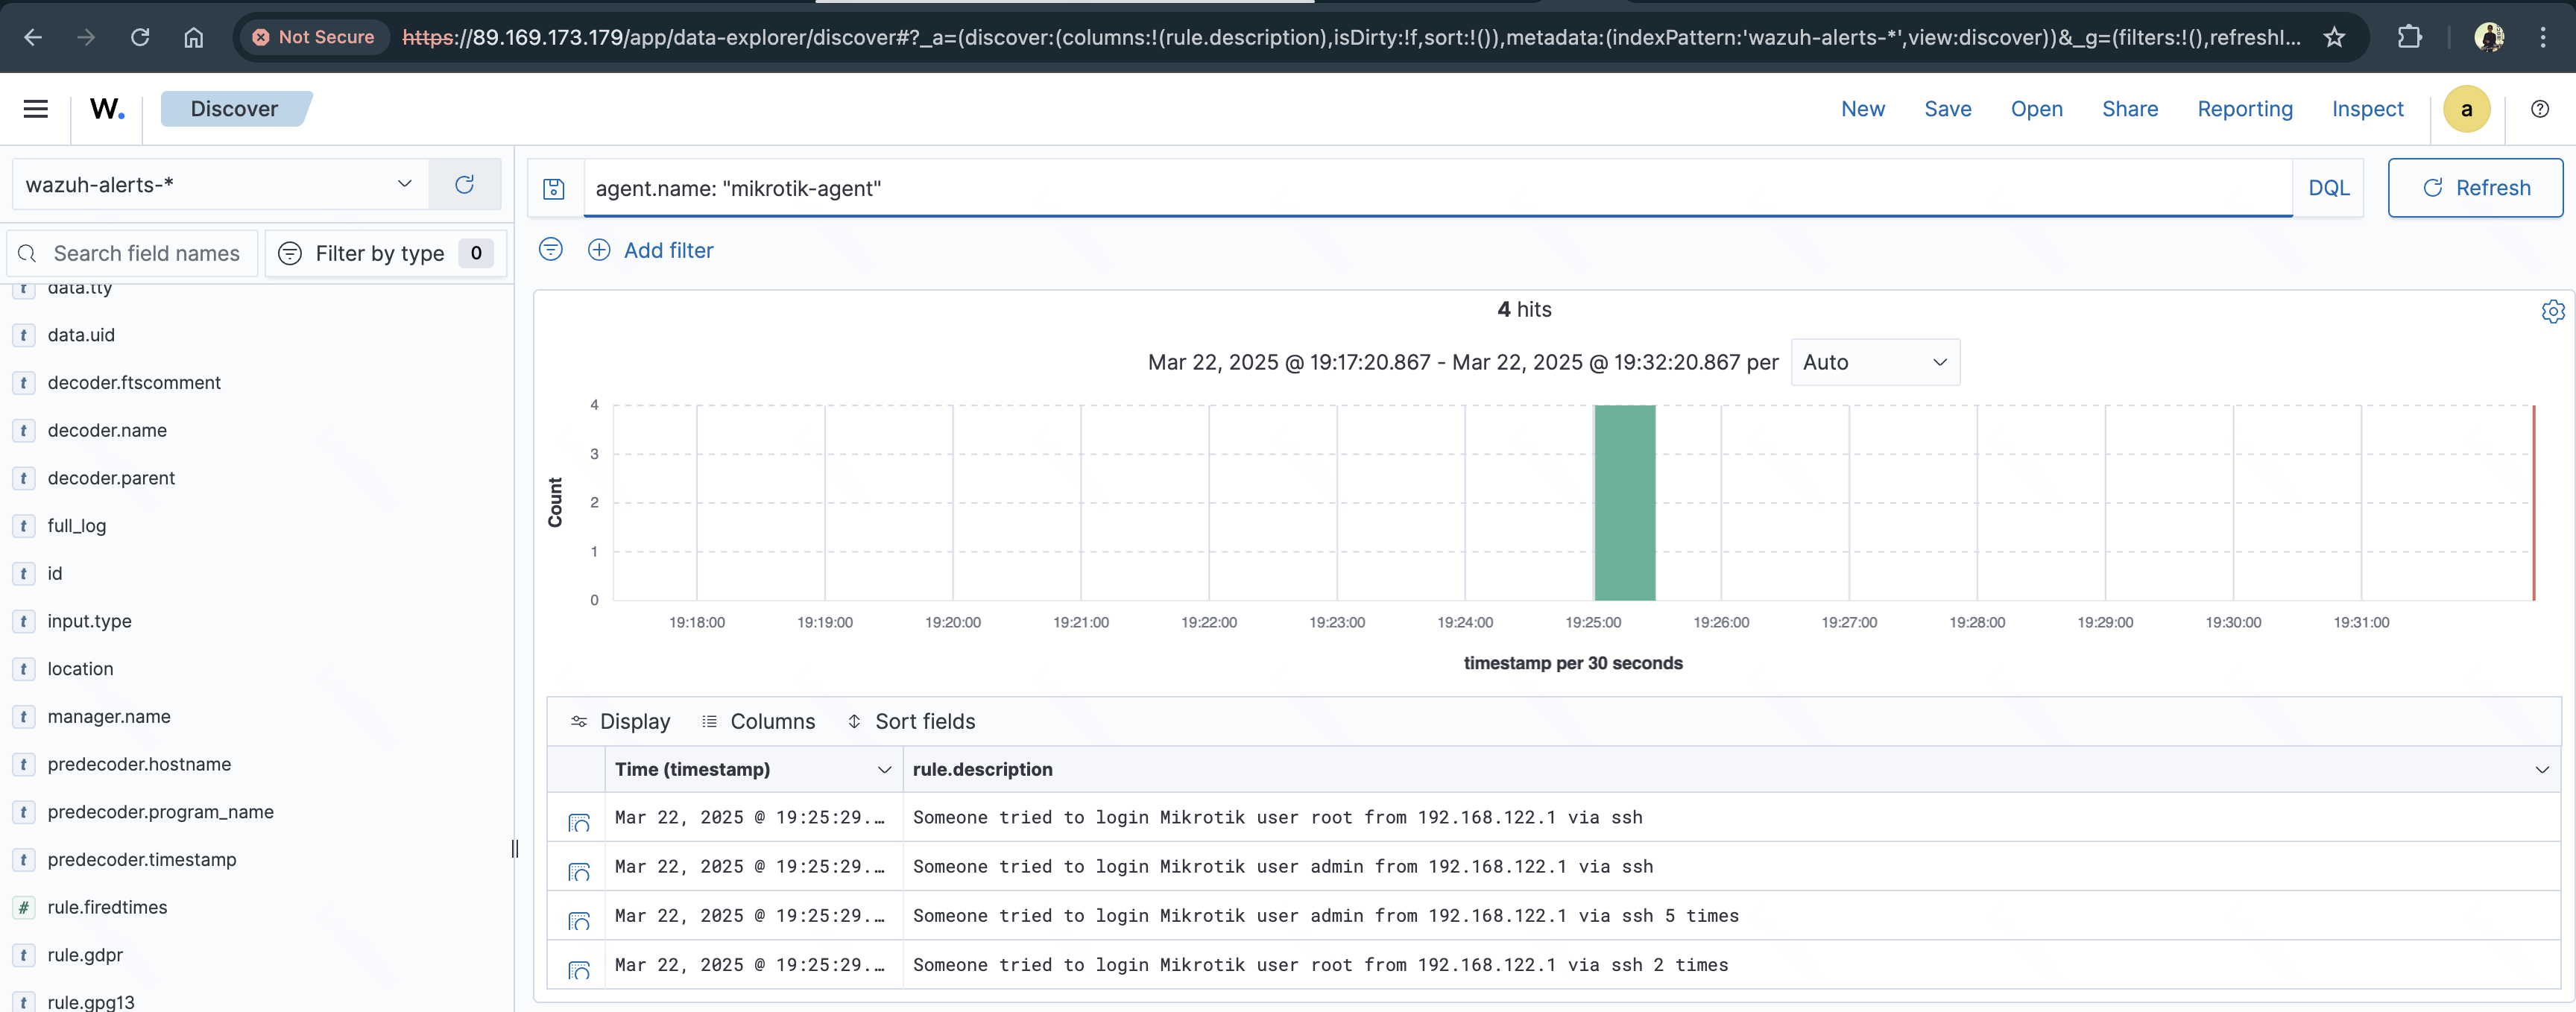 Not Secure https://89.169.173.179/app/data-explorer/discover#?_a=(discover:(columns:!(rule.description),isDirty:!f,sort:!()),metadata:(indexPattern:'wazuh-alerts-*',view:discover))&_g=(filters:!(),refreshI...
W. Discover New Save Open Share Reporting Inspect a
wazuh-alerts-*
agent.name: "mikrotik-agent" DQL Refresh
Search field names Filter by type 0
Add filter
data.tty
data.uid
decoder.ftscomment
decoder.name
decoder.parent
full_log
id
input.type
location
manager.name
predecoder.hostname
predecoder.program_name
predecoder.timestamp
rule.firedtimes
rule.gdpr
rule.gpg13
4 hits
Mar 22, 2025 @ 19:17:20.867 - Mar 22, 2025 @ 19:32:20.867 per Auto
4
3
2
1
0
Count
19:18:00 19:19:00 19:20:00 19:21:00 19:22:00 19:23:00 19:24:00 19:25:00 19:26:00 19:27:00 19:28:00 19:29:00 19:30:00 19:31:00
timestamp per 30 seconds
Display Columns Sort fields
Time (timestamp) rule.description
Mar 22, 2025 @ 19:25:29.… Someone tried to login Mikrotik user root from 192.168.122.1 via ssh
Mar 22, 2025 @ 19:25:29.… Someone tried to login Mikrotik user admin from 192.168.122.1 via ssh
Mar 22, 2025 @ 19:25:29.… Someone tried to login Mikrotik user admin from 192.168.122.1 via ssh 5 times
Mar 22, 2025 @ 19:25:29.… Someone tried to login Mikrotik user root from 192.168.122.1 via ssh 2 times